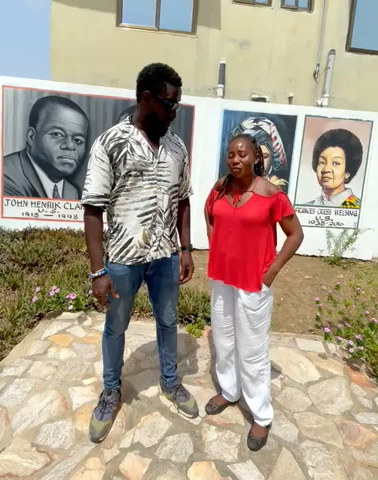 JOHN HENRIK CLA
U.S.
1915 - 1998
FRANCES CRESS WELSING
U.S.
1935-2016